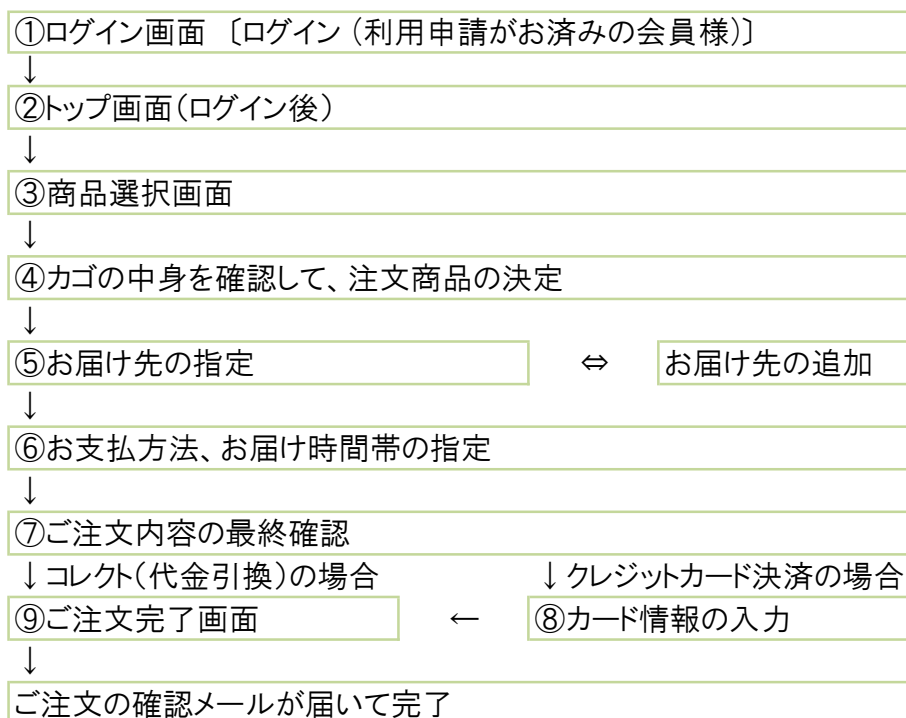 ①ログイン画面 〔ログイン（利用申請がお済みの会員様）〕
↓
②トップ画面（ログイン後）
↓
③商品選択画面
↓
④カゴの中身を確認して、注文商品の決定
↓
⑤お届け先の指定 ⇔ お届け先の追加
↓
⑥お支払方法、お届け時間帯の指定
↓
⑦ご注文内容の最終確認
↓コレクト（代金引換）の場合 ↓クレジットカード決済の場合
⑨ご注文完了画面 ← ⑧カード情報の入力
↓
ご注文の確認メールが届いて完了